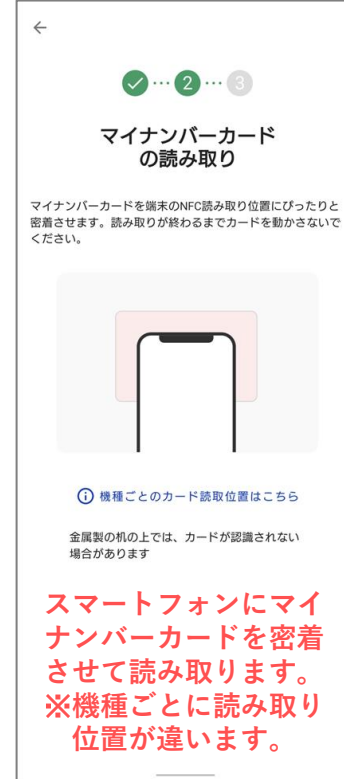 2
3
マイナンバーカード
の読み取り
マイナンバーカードを端末のNFC読み取り位置にぴったりと
密着させます。読み取りが終わるまでカードを動かさないで
ください。
機種ごとのカード読取位置はこちら
金属製の机の上では、カードが認識されない
場合があります
スマートフォンにマイ
ナンバーカードを密着
させて読み取ります。
※機種ごとに読み取り
位置が違います。